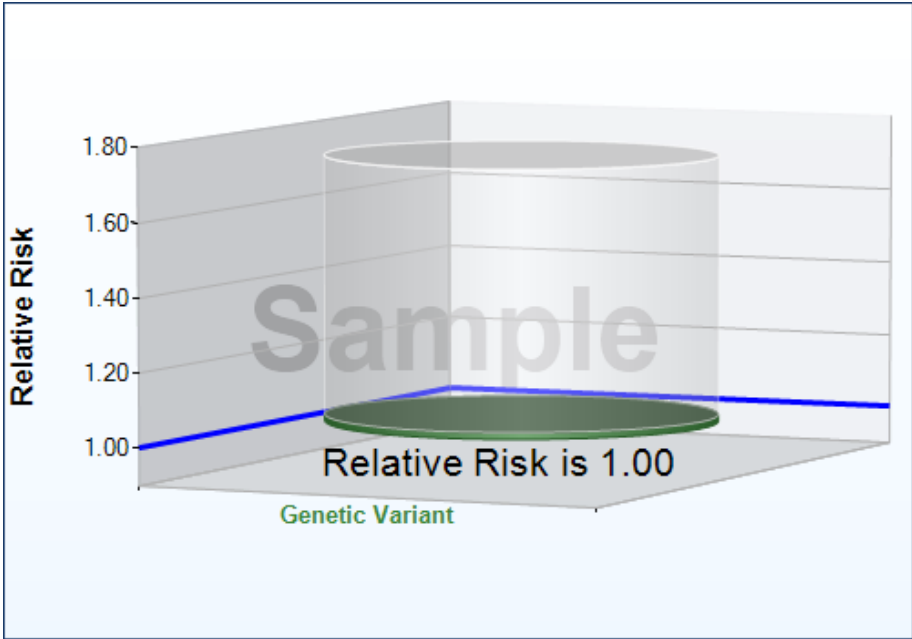 1.80
1.60
1.40
1.20
1.00
Relative Risk
Sample
Relative Risk is 1.00
Genetic Variant